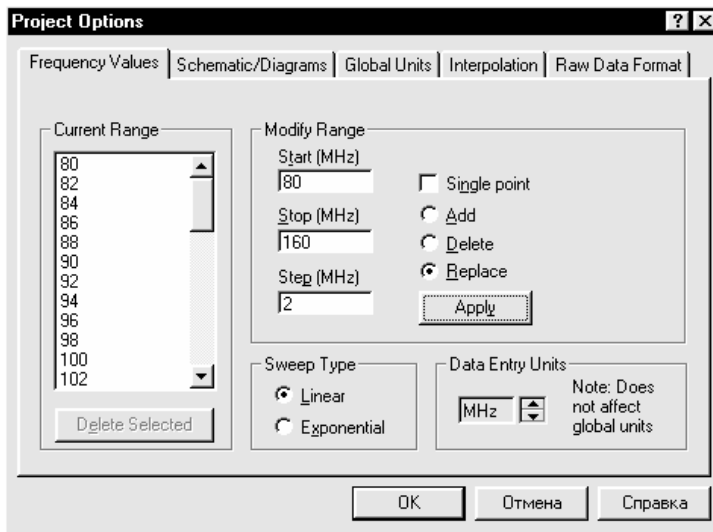 Project Options
Frequency Values
Schematic/Diagrams
Global Units
Interpolation
Raw Data Format
Current Range
80
82
84
86
88
90
92
94
96
98
100
102
Delete Selected
Modify Range
Start (MHz)
80
Stop (MHz)
160
Step (MHz)
2
Single point
Add
Delete
Replace
Apply
Sweep Type
Linear
Exponential
Data Entry Units
MHz
Note: Does
not affect
global units
OK
Отмена
Справка